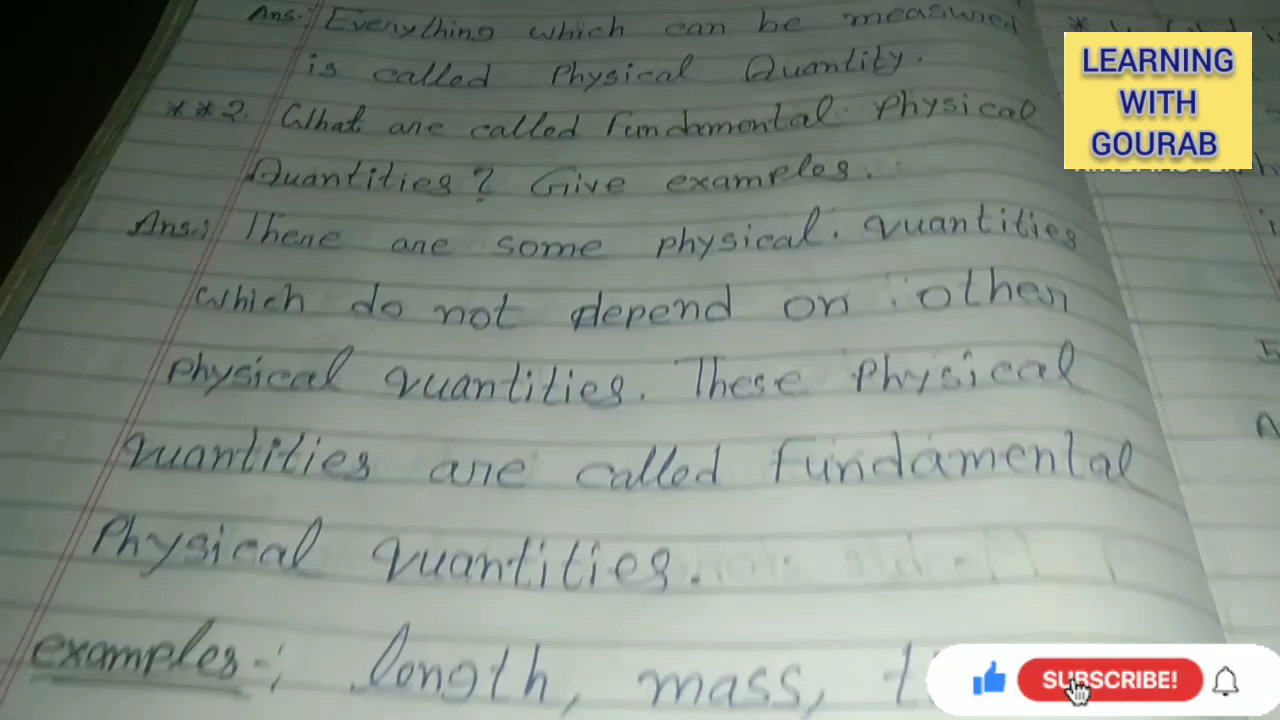 Ans:- Everything which can be measured
is called Physical Quantity.
**2. What are called Fundamental Physical
Quantities? Give examples.
Ans:- There are some physical quantities
which do not depend on other
physical quantities. These Physical
quantities are called Fundamental
Physical quantities.
examples:- length, mass,
LEARNING
WITH
GOURAB
SUBSCRIBE!